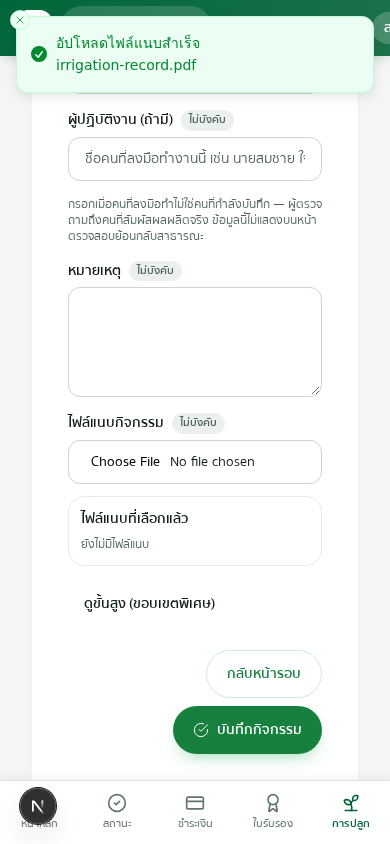 อัปโหลดไฟล์แนบสำเร็จ
irrigation-record.pdf
ผู้ปฏิบัติงาน (ถ้ามี) ไม่บังคับ
ชื่อคนที่ลงมือทำงานนี้ เช่น นายสมชาย
กรอกเมื่อคนที่ลงมือทำไม่ใช่คนที่กำลังบันทึก — ผู้ตรวจ
ถามถึงคนที่สัมผัสผลผลิตจริง ข้อมูลนี้ไม่แสดงบนหน้า
ตรวจสอบย้อนกลับสาธารณะ
หมายเหตุ ไม่บังคับ
ไฟล์แนบกิจกรรม ไม่บังคับ
Choose File No file chosen
ไฟล์แนบที่เลือกแล้ว
ยังไม่มีไฟล์แนบ
ดูขั้นสูง (ขอบเขตพิเศษ)
กลับหน้ารอบ
บันทึกกิจกรรม
N
สถานะ ชำระเงิน ใบรับรอง การปลูก